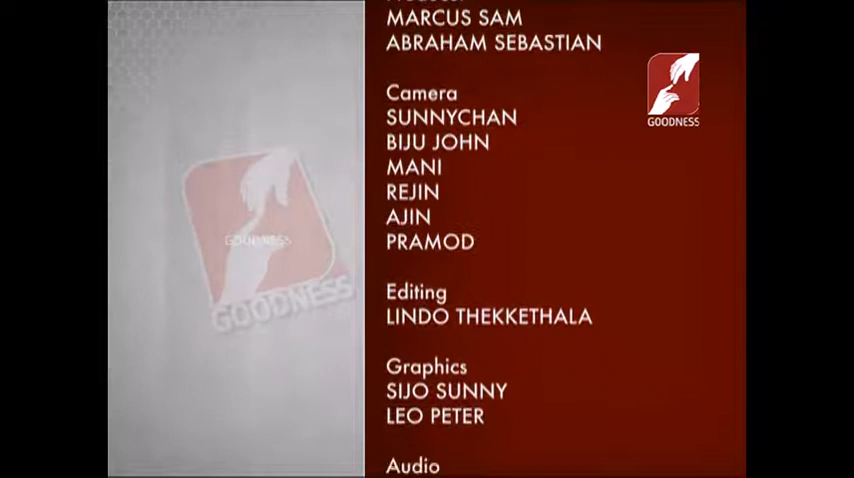 MARCUS SAM
ABRAHAM SEBASTIAN
Camera
SUNNYCHAN
BIJU JOHN
MANI
REJIN
AJIN
PRAMOD
Editing
LINDO THEKKETHALA
Graphics
SIJO SUNNY
LEO PETER
Audio
GOODNESS
GOODNESS
GOODNESS